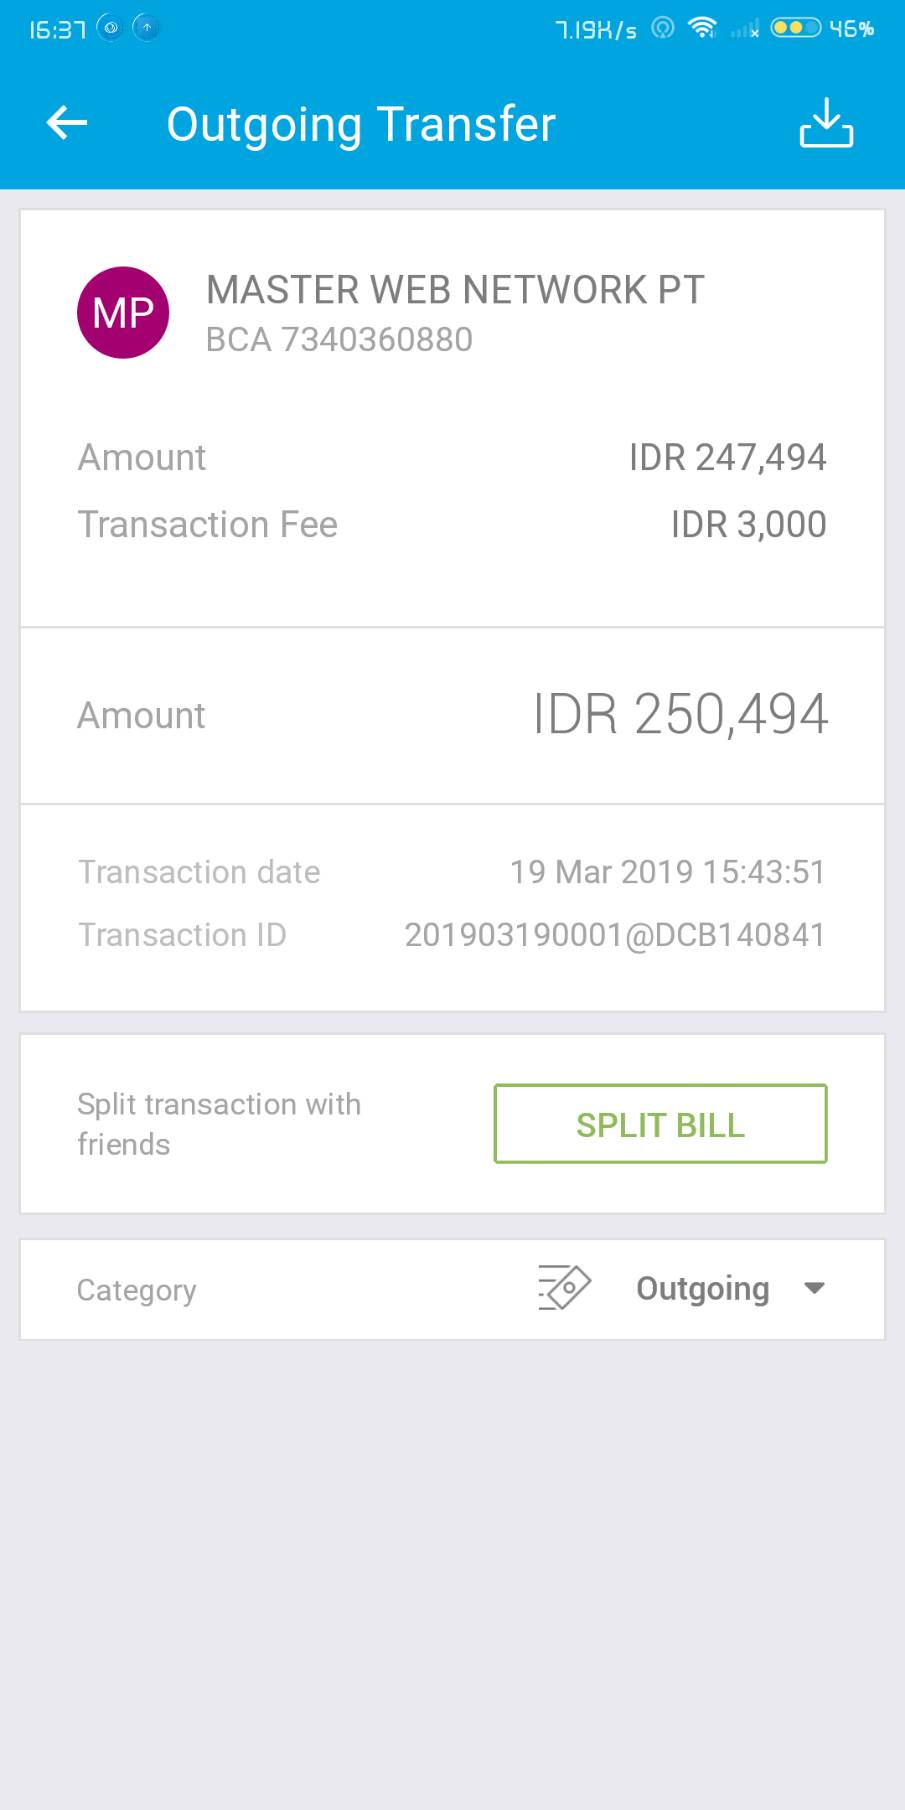 16:37 7.19K/s 46%
Outgoing Transfer
MP
MASTER WEB NETWORK PT
BCA 7340360880
Amount IDR 247,494
Transaction Fee IDR 3,000
Amount IDR 250,494
Transaction date 19 Mar 2019 15:43:51
Transaction ID 201903190001@DCB140841
Split transaction with
friends
SPLIT BILL
Category Outgoing